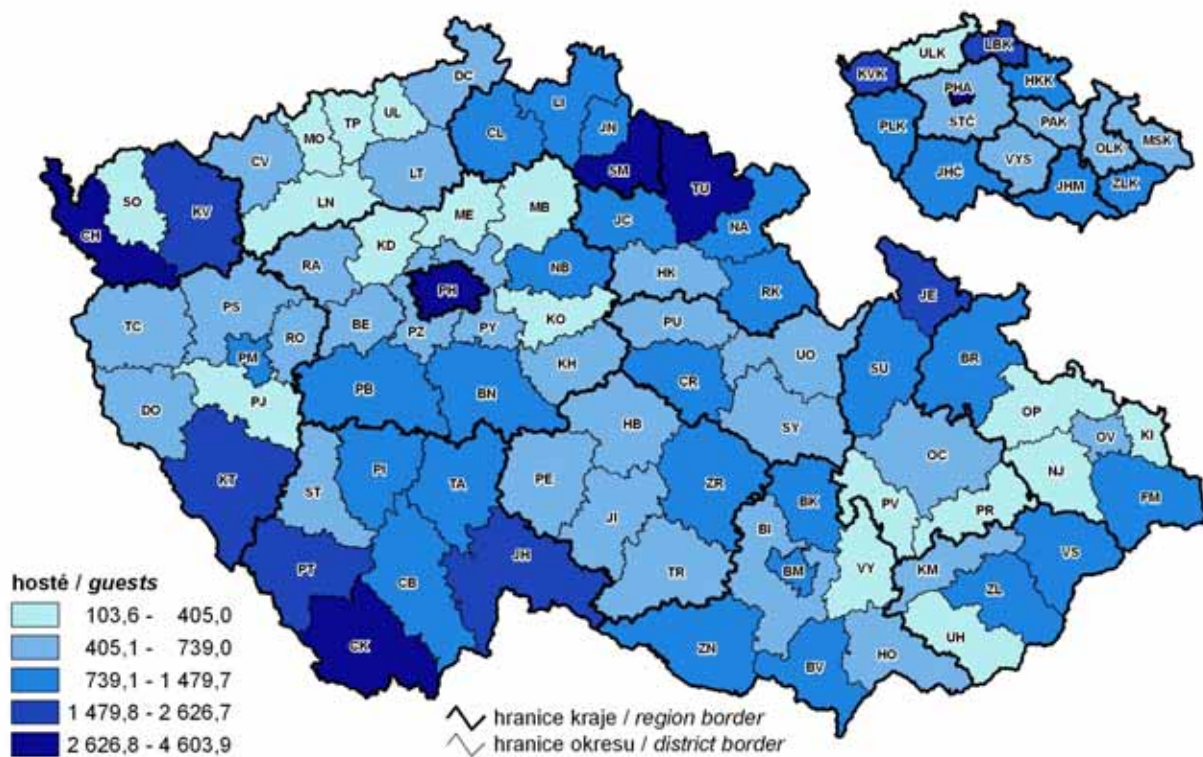 DC
LI
UL
TP
MO
CL
JN
CV
LT
SM
TU
SO
KV
LN
ME
MB
CH
JC
NA
KD
RA
NB
HK
PH
RK
KO
PU
TC
PS
RO
BE
PZ
PY
UO
PM
KH
CR
PB
BN
DO
PJ
SY
HB
KT
ST
PI
TA
PE
ZR
JI
PT
CB
JH
TR
CK
ZN
JE
SU
BR
OP
OV
KI
OC
NJ
FM
BK
PV
PR
BI
BM
VY
KM
VS
ZL
UH
BV
HO
ULK
LBK
KVK
HKK
PHA
STČ
PLK
PAK
MSK
OLK
VYS
JHČ
JHM
ZLK
hosté / guests
103,6 - 405,0
405,1 - 739,0
739,1 - 1 479,7
1 479,8 - 2 626,7
2 626,8 - 4 603,9
hranice kraje / region border
hranice okresu / district border